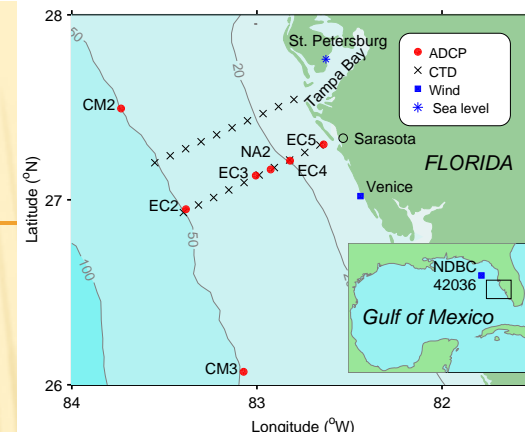 28
50
20
St. Petersburg
Tampa Bay
ADCP
CTD
Wind
Sea level
CM2
EC5
Sarasota
NA2
EC3
EC4
FLORIDA
Latitude (°N)
27
Venice
EC2
50
100
NDBC
42036
Gulf of Mexico
CM3
26
84
83
82
Longitude (°W)